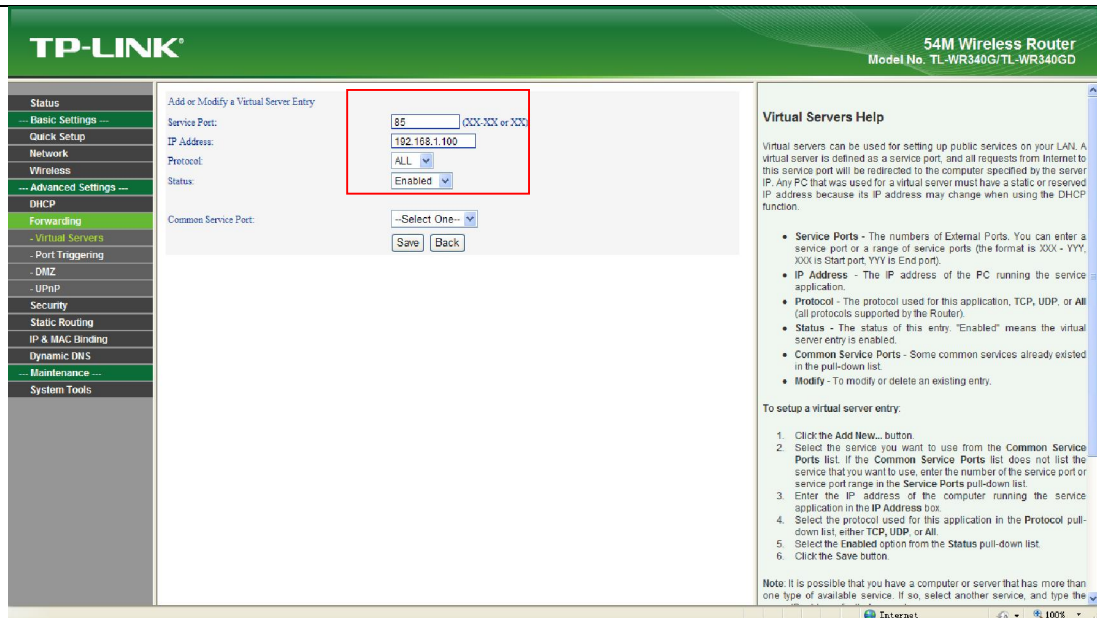 TP-LINK®
54M Wireless Router
Model No. TL-WR340G/TL-WR340GD
Status
--- Basic Settings ---
Quick Setup
Network
Wireless
--- Advanced Settings ---
DHCP
Forwarding
- Virtual Servers
- Port Triggering
- DMZ
- UPnP
Security
Static Routing
IP & MAC Binding
Dynamic DNS
--- Maintenance ---
System Tools
Add or Modify a Virtual Server Entry
Service Port: 85 (XX-XX or XX)
IP Address: 192.168.1.100
Protocol: ALL
Status: Enabled
Common Service Port: --Select One--
Save Back
Virtual Servers Help
Virtual servers can be used for setting up public services on your LAN. A
virtual server is defined as a service port, and all requests from Internet to
this service port will be redirected to the computer specified by the server
IP. Any PC that was used for a virtual server must have a static or reserved
IP address because its IP address may change when using the DHCP
function.
• Service Ports - The numbers of External Ports. You can enter a
service port or a range of service ports (the format is XXX - YYY,
XXX is Start port, YYY is End port).
• IP Address - The IP address of the PC running the service
application.
• Protocol - The protocol used for this application, TCP, UDP, or All
(all protocols supported by the Router).
• Status - The status of this entry. "Enabled" means the virtual
server entry is enabled.
• Common Service Ports - Some common services already existed
in the pull-down list.
• Modify - To modify or delete an existing entry.
To setup a virtual server entry:
1. Click the Add New... button.
2. Select the service you want to use from the Common Service
Ports list. If the Common Service Ports list does not list the
service that you want to use, enter the number of the service port or
service port range in the Service Ports pull-down list.
3. Enter the IP address of the computer running the service
application in the IP Address box.
4. Select the protocol used for this application in the Protocol pull-
down list, either TCP, UDP, or All.
5. Select the Enabled option from the Status pull-down list.
6. Click the Save button.
Note: It is possible that you have a computer or server that has more than
one type of available service. If so, select another service, and type the
Internet 100%